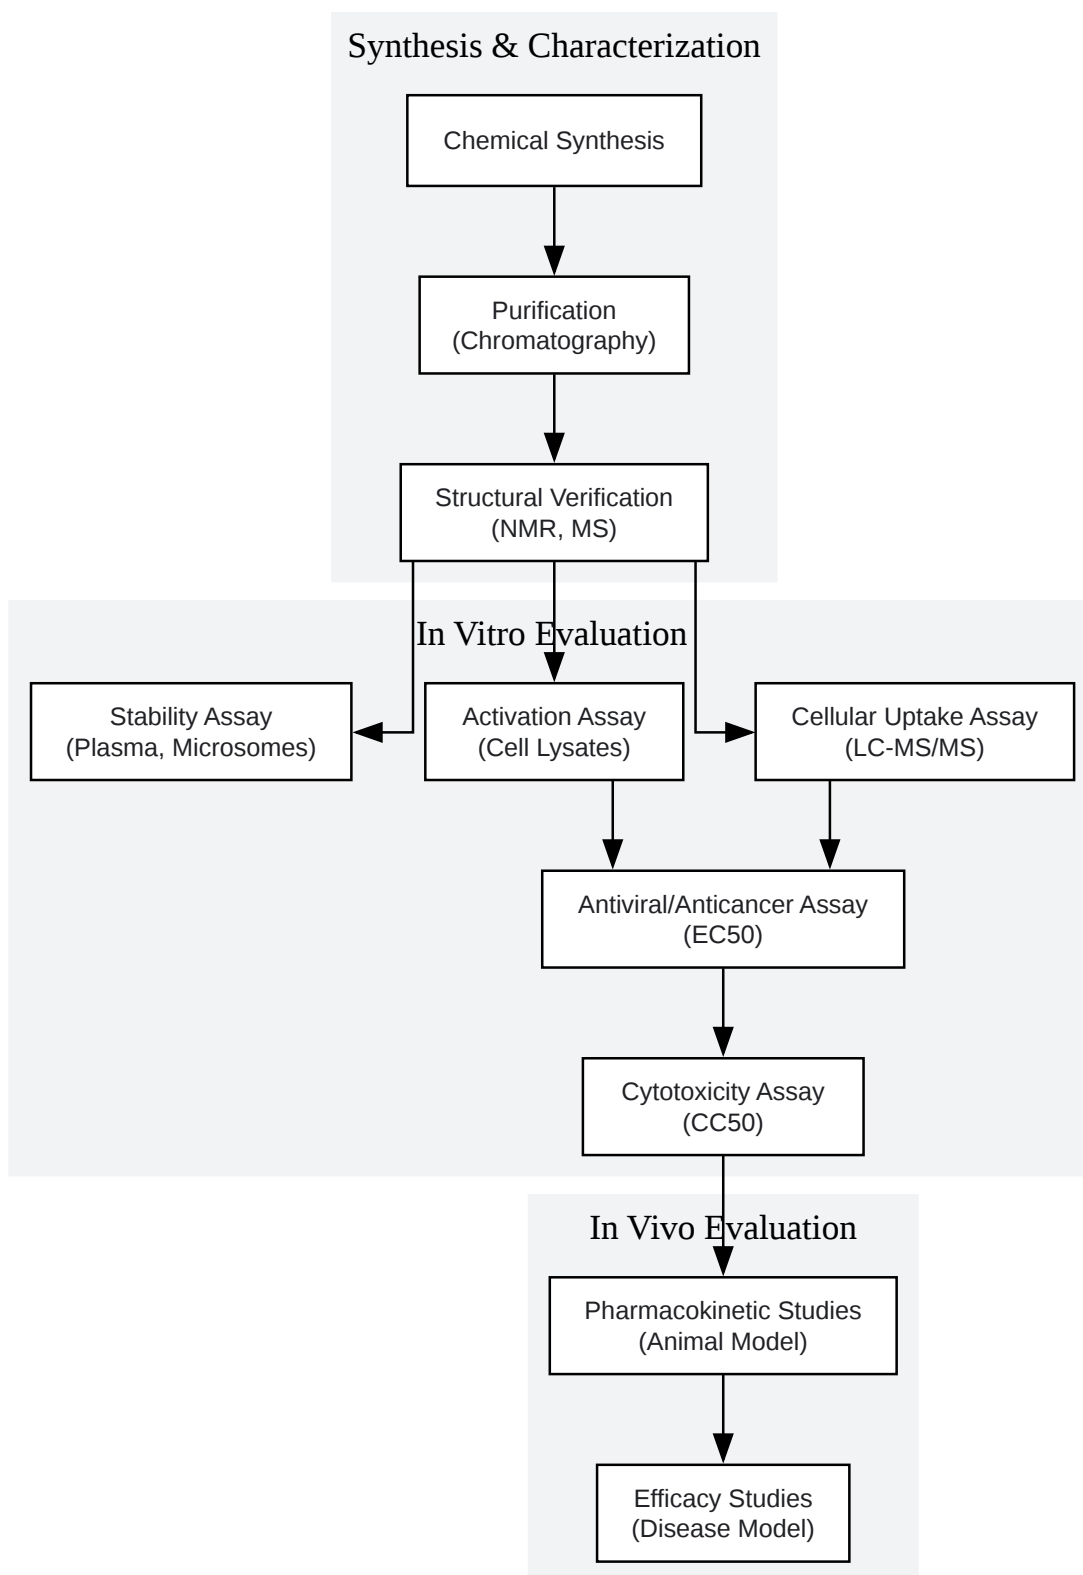 Synthesis & Characterization
Chemical Synthesis
Purification
(Chromatography)
Structural Verification
(NMR, MS)
In Vitro Evaluation
Stability Assay
(Plasma, Microsomes)
Activation Assay
(Cell Lysates)
Cellular Uptake Assay
(LC-MS/MS)
Antiviral/Anticancer Assay
(EC50)
Cytotoxicity Assay
(CC50)
In Vivo Evaluation
Pharmacokinetic Studies
(Animal Model)
Efficacy Studies
(Disease Model)